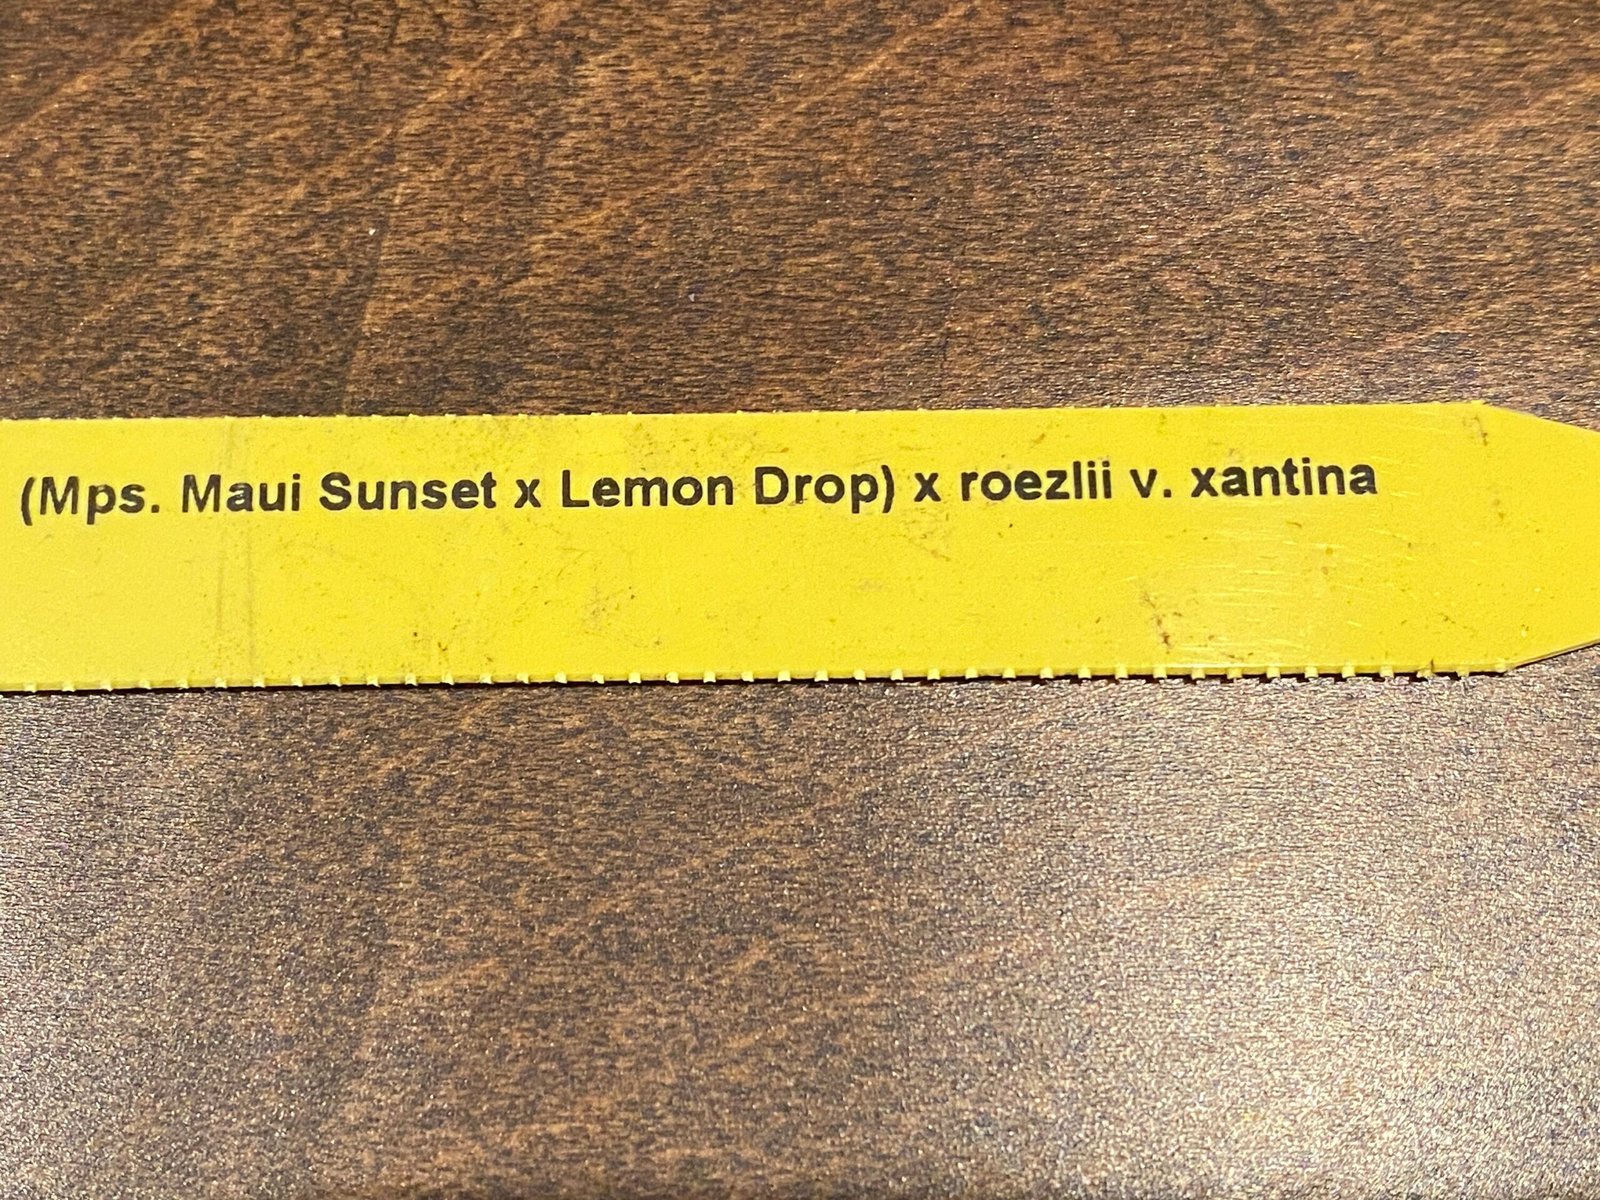 (Mps. Maui Sunset x Lemon Drop) x roezlii v. xantina